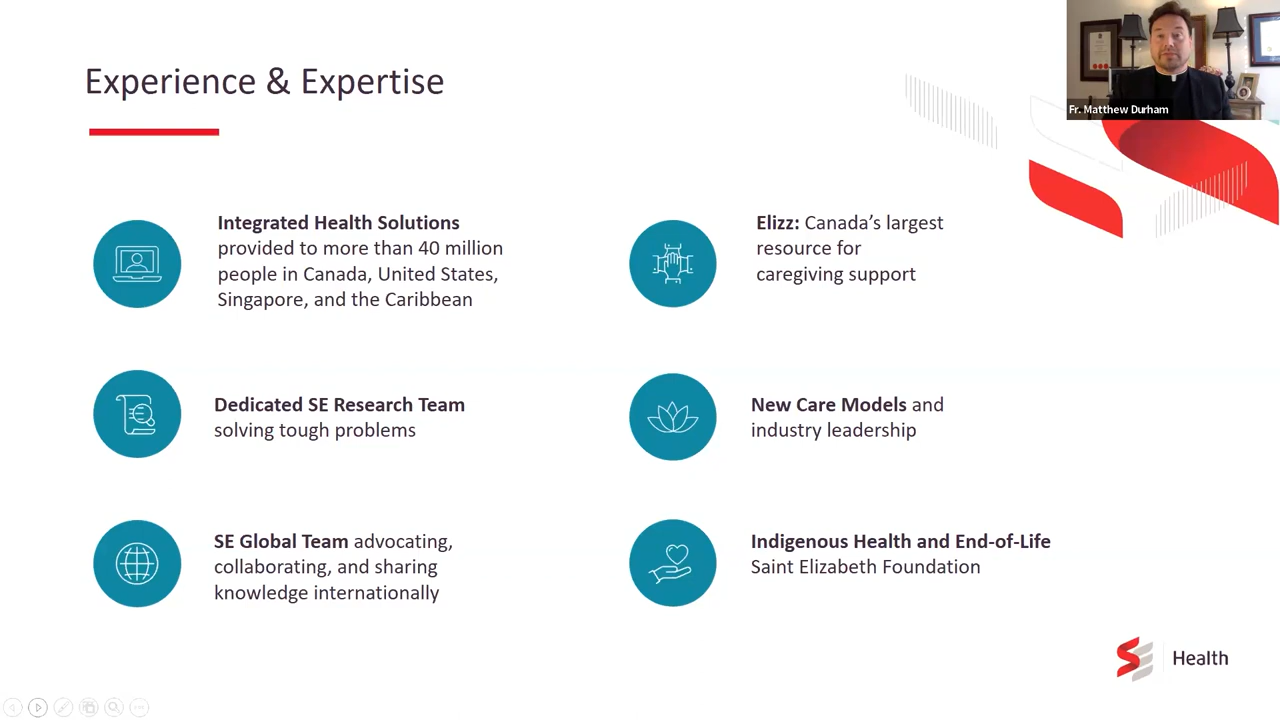 Experience & Expertise
Fr. Matthew Durham
Integrated Health Solutions
provided to more than 40 million
people in Canada, United States,
Singapore, and the Caribbean
Elizz: Canada’s largest
resource for
caregiving support
Dedicated SE Research Team
solving tough problems
New Care Models and
industry leadership
SE Global Team advocating,
collaborating, and sharing
knowledge internationally
Indigenous Health and End-of-Life
Saint Elizabeth Foundation
SE Health